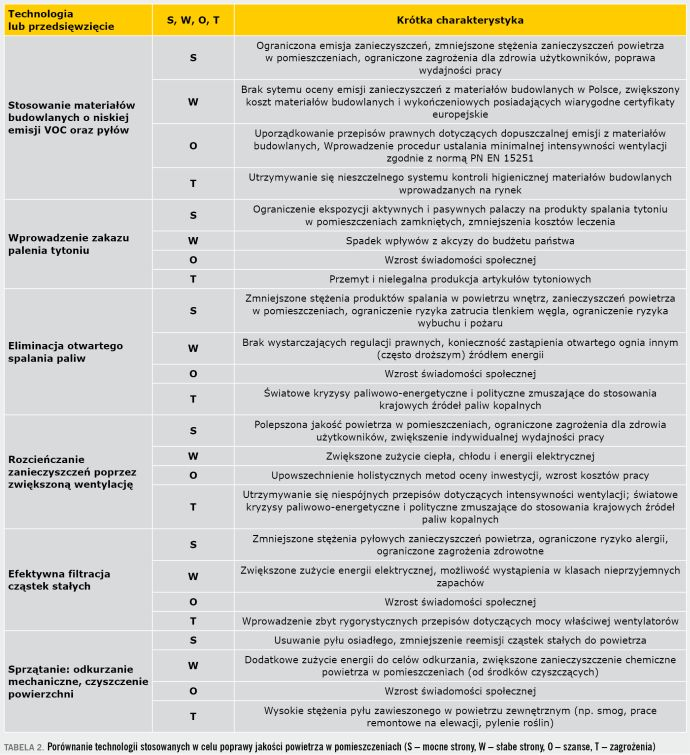 Technologia
lub przedsięwzięcie
S, W, O, T
Krótka charakterystyka
Stosowanie materiałów
budowlanych o niskiej
emisji VOC oraz pyłów
S
Ograniczona emisja zanieczyszczeń, zmniejszone stężenia zanieczyszczeń powietrza
w pomieszczeniach, ograniczone zagrożenia dla zdrowia użytkowników, poprawa
wydajności pracy
W
Brak sytemu oceny emisji zanieczyszczeń z materiałów budowlanych w Polsce, zwiększony
koszt materiałów budowlanych i wykończeniowych posiadających wiarygodne certyfikaty
europejskie
O
Uporządkowanie przepisów prawnych dotyczących dopuszczalnej emisji z materiałów
budowlanych, Wprowadzenie procedur ustalania minimalnej intensywności wentylacji
zgodnie z normą PN EN 15251
T
Utrzymywanie się nieszczelnego systemu kontroli higienicznej materiałów budowlanych
wprowadzanych na rynek
Wprowadzenie zakazu
palenia tytoniu
S
Ograniczenie ekspozycji aktywnych i pasywnych palaczy na produkty spalania tytoniu
w pomieszczeniach zamkniętych, zmniejszenia kosztów leczenia
W
Spadek wpływów z akcyzy do budżetu państwa
O
Wzrost świadomości społecznej
T
Przemyt i nielegalna produkcja artykułów tytoniowych
Eliminacja otwartego
spalania paliw
S
Zmniejszone stężenia produktów spalania w powietrzu wnętrz, zanieczyszczeń powietrza
w pomieszczeniach, ograniczenie ryzyka zatrucia tlenkiem węgla, ograniczenie ryzyka
wybuchu i pożaru
W
Brak wystarczających regulacji prawnych, konieczność zastąpienia otwartego ognia innym
(często droższym) źródłem energii
O
Wzrost świadomości społecznej
T
Światowe kryzysy paliwowo-energetyczne i polityczne zmuszające do stosowania
krajowych źródeł paliw kopalnych
Rozcieńczanie
zanieczyszczeń poprzez
zwiększoną wentylację
S
Polepszona jakość powietrza w pomieszczeniach, ograniczone zagrożenia dla zdrowia
użytkowników, zwiększenie indywidualnej wydajności pracy
W
Zwiększone zużycie ciepła, chłodu i energii elektrycznej
O
Upowszechnienie holistycznych metod oceny inwestycji, wzrost kosztów pracy
T
Utrzymywanie się niespójnych przepisów dotyczących intensywności wentylacji; światowe
kryzysy paliwowo-energetyczne i polityczne zmuszające do stosowania krajowych źródeł
paliw kopalnych
Efektywna filtracja
cząstek stałych
S
Zmniejszone stężenia pyłowych zanieczyszczeń powietrza, ograniczone ryzyko alergii,
ograniczone zagrożenia zdrowotne
W
Zwiększone zużycie energii elektrycznej, możliwość wystąpienia w klasach nieprzyjemnych
zapachów
O
Wzrost świadomości społecznej
T
Wprowadzenie zbyt rygorystycznych przepisów dotyczących mocy właściwej wentylatorów
Sprzątanie: odkurzanie
mechaniczne, czyszczenie
powierzchni
S
Usuwanie pyłu osiadłego, zmniejszenie reemisji cząstek stałych do powietrza
W
Dodatkowe zużycie energii do celów odkurzania, zwiększone zanieczyszczenie chemiczne
powietrza w pomieszczeniach (od środków czyszczących)
O
Wzrost świadomości społecznej
T
Wysokie stężenia pyłu zawieszonego w powietrzu zewnętrznym (np. smog, prace
remontowe na elewacji, pylenie roślin)
TABELA 2. Porównanie technologii stosowanych w celu poprawy jakości powietrza w pomieszczeniach (S – mocne strony, W – słabe strony, O – szanse, T – zagrożenia)